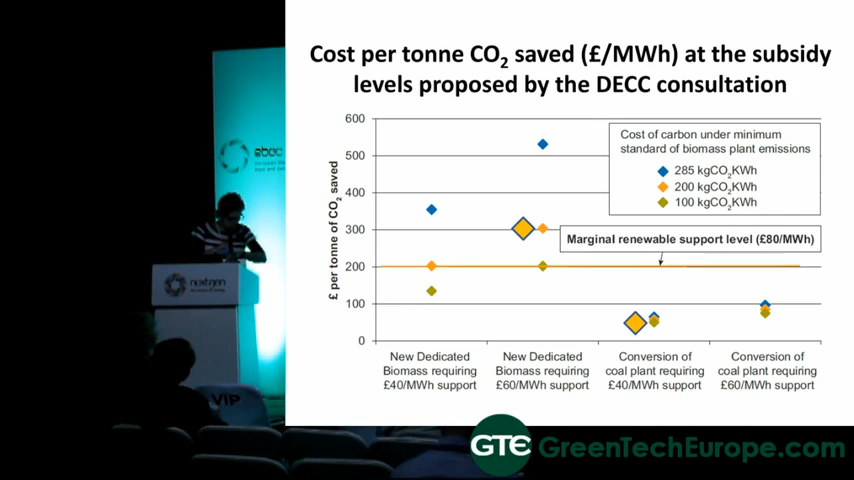 Cost per tonne CO₂ saved (£/MWh) at the subsidy
levels proposed by the DECC consultation
£ per tonne of CO₂ saved
600
500
400
300
200
100
0
Cost of carbon under minimum
standard of biomass plant emissions
285 kgCO₂KWh
200 kgCO₂KWh
100 kgCO₂KWh
Marginal renewable support level (£80/MWh)
New Dedicated
Biomass requiring
£40/MWh support
New Dedicated
Biomass requiring
£60/MWh support
Conversion of
coal plant requiring
£40/MWh support
Conversion of
coal plant requiring
£60/MWh support
nextgen
VIP
GTE
GreenTechEurope.com